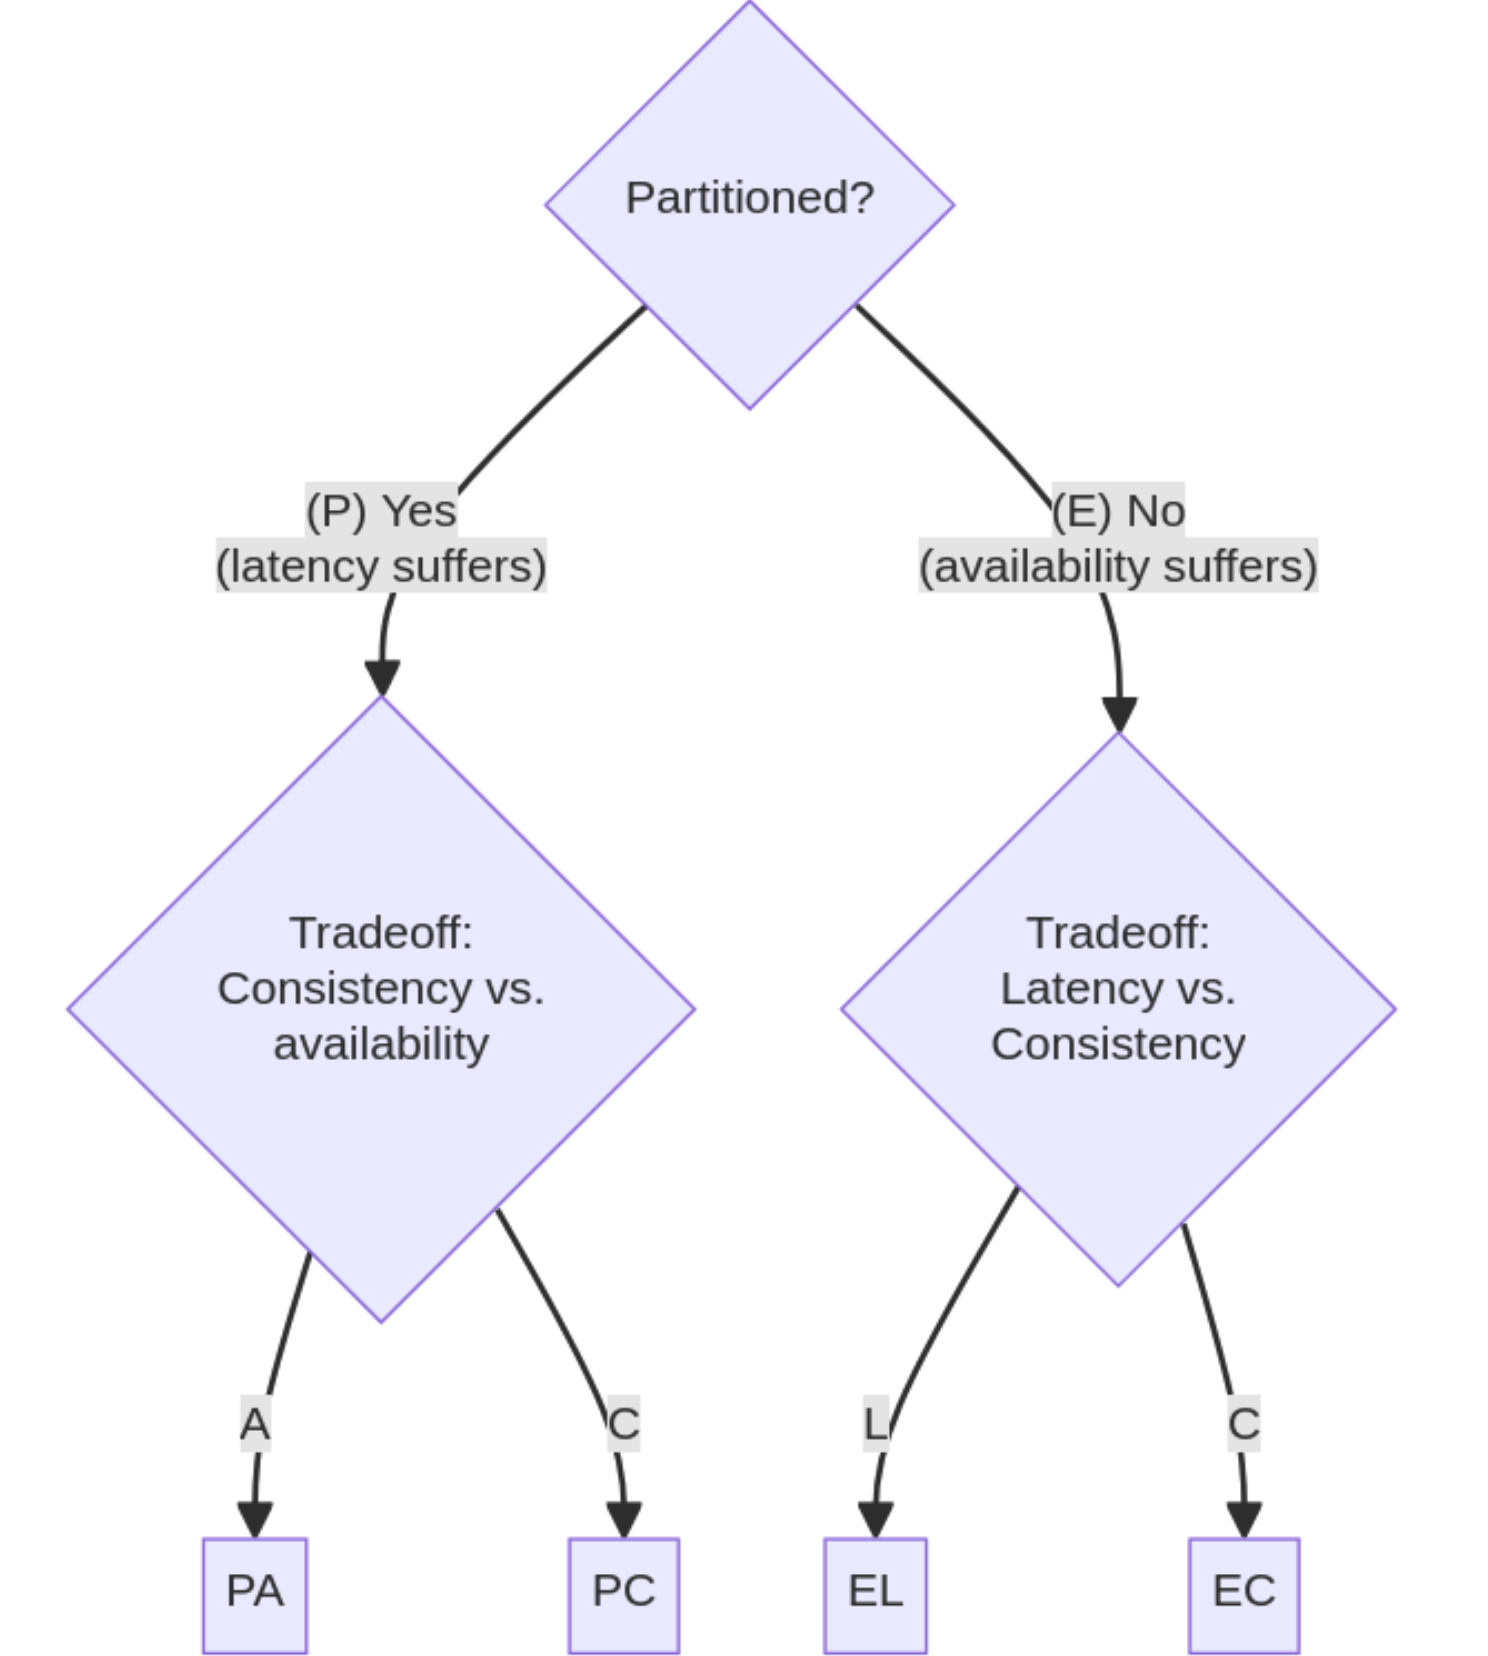 Partitioned?
(P) Yes
(latency suffers)
(E) No
(availability suffers)
Tradeoff:
Consistency vs.
availability
Tradeoff:
Latency vs.
Consistency
A
C
L
C
PA
PC
EL
EC